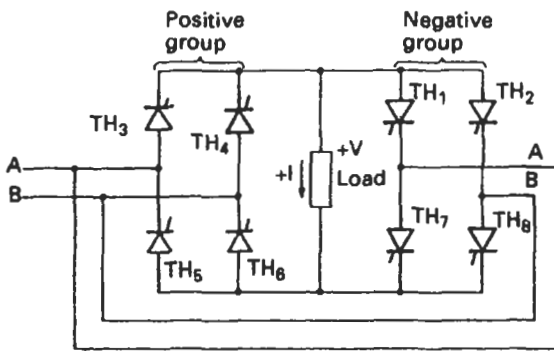 Positive
group
Negative
group
TH3
TH4
TH1
TH2
A
B
+I
+V
Load
A
B
TH5
TH6
TH7
TH8